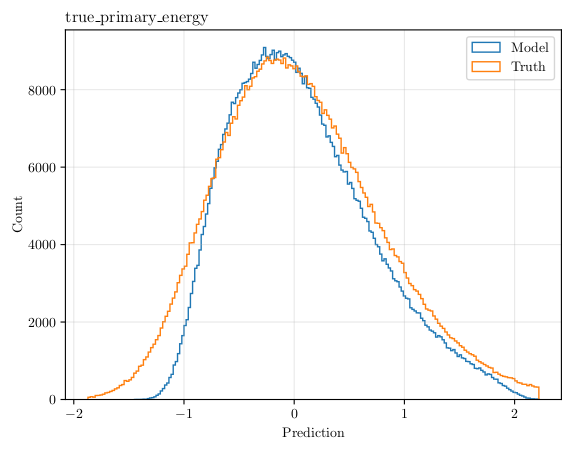 true_primary_energy
Model
Truth
8000
6000
4000
2000
0
Count
−2
−1
0
1
2
Prediction